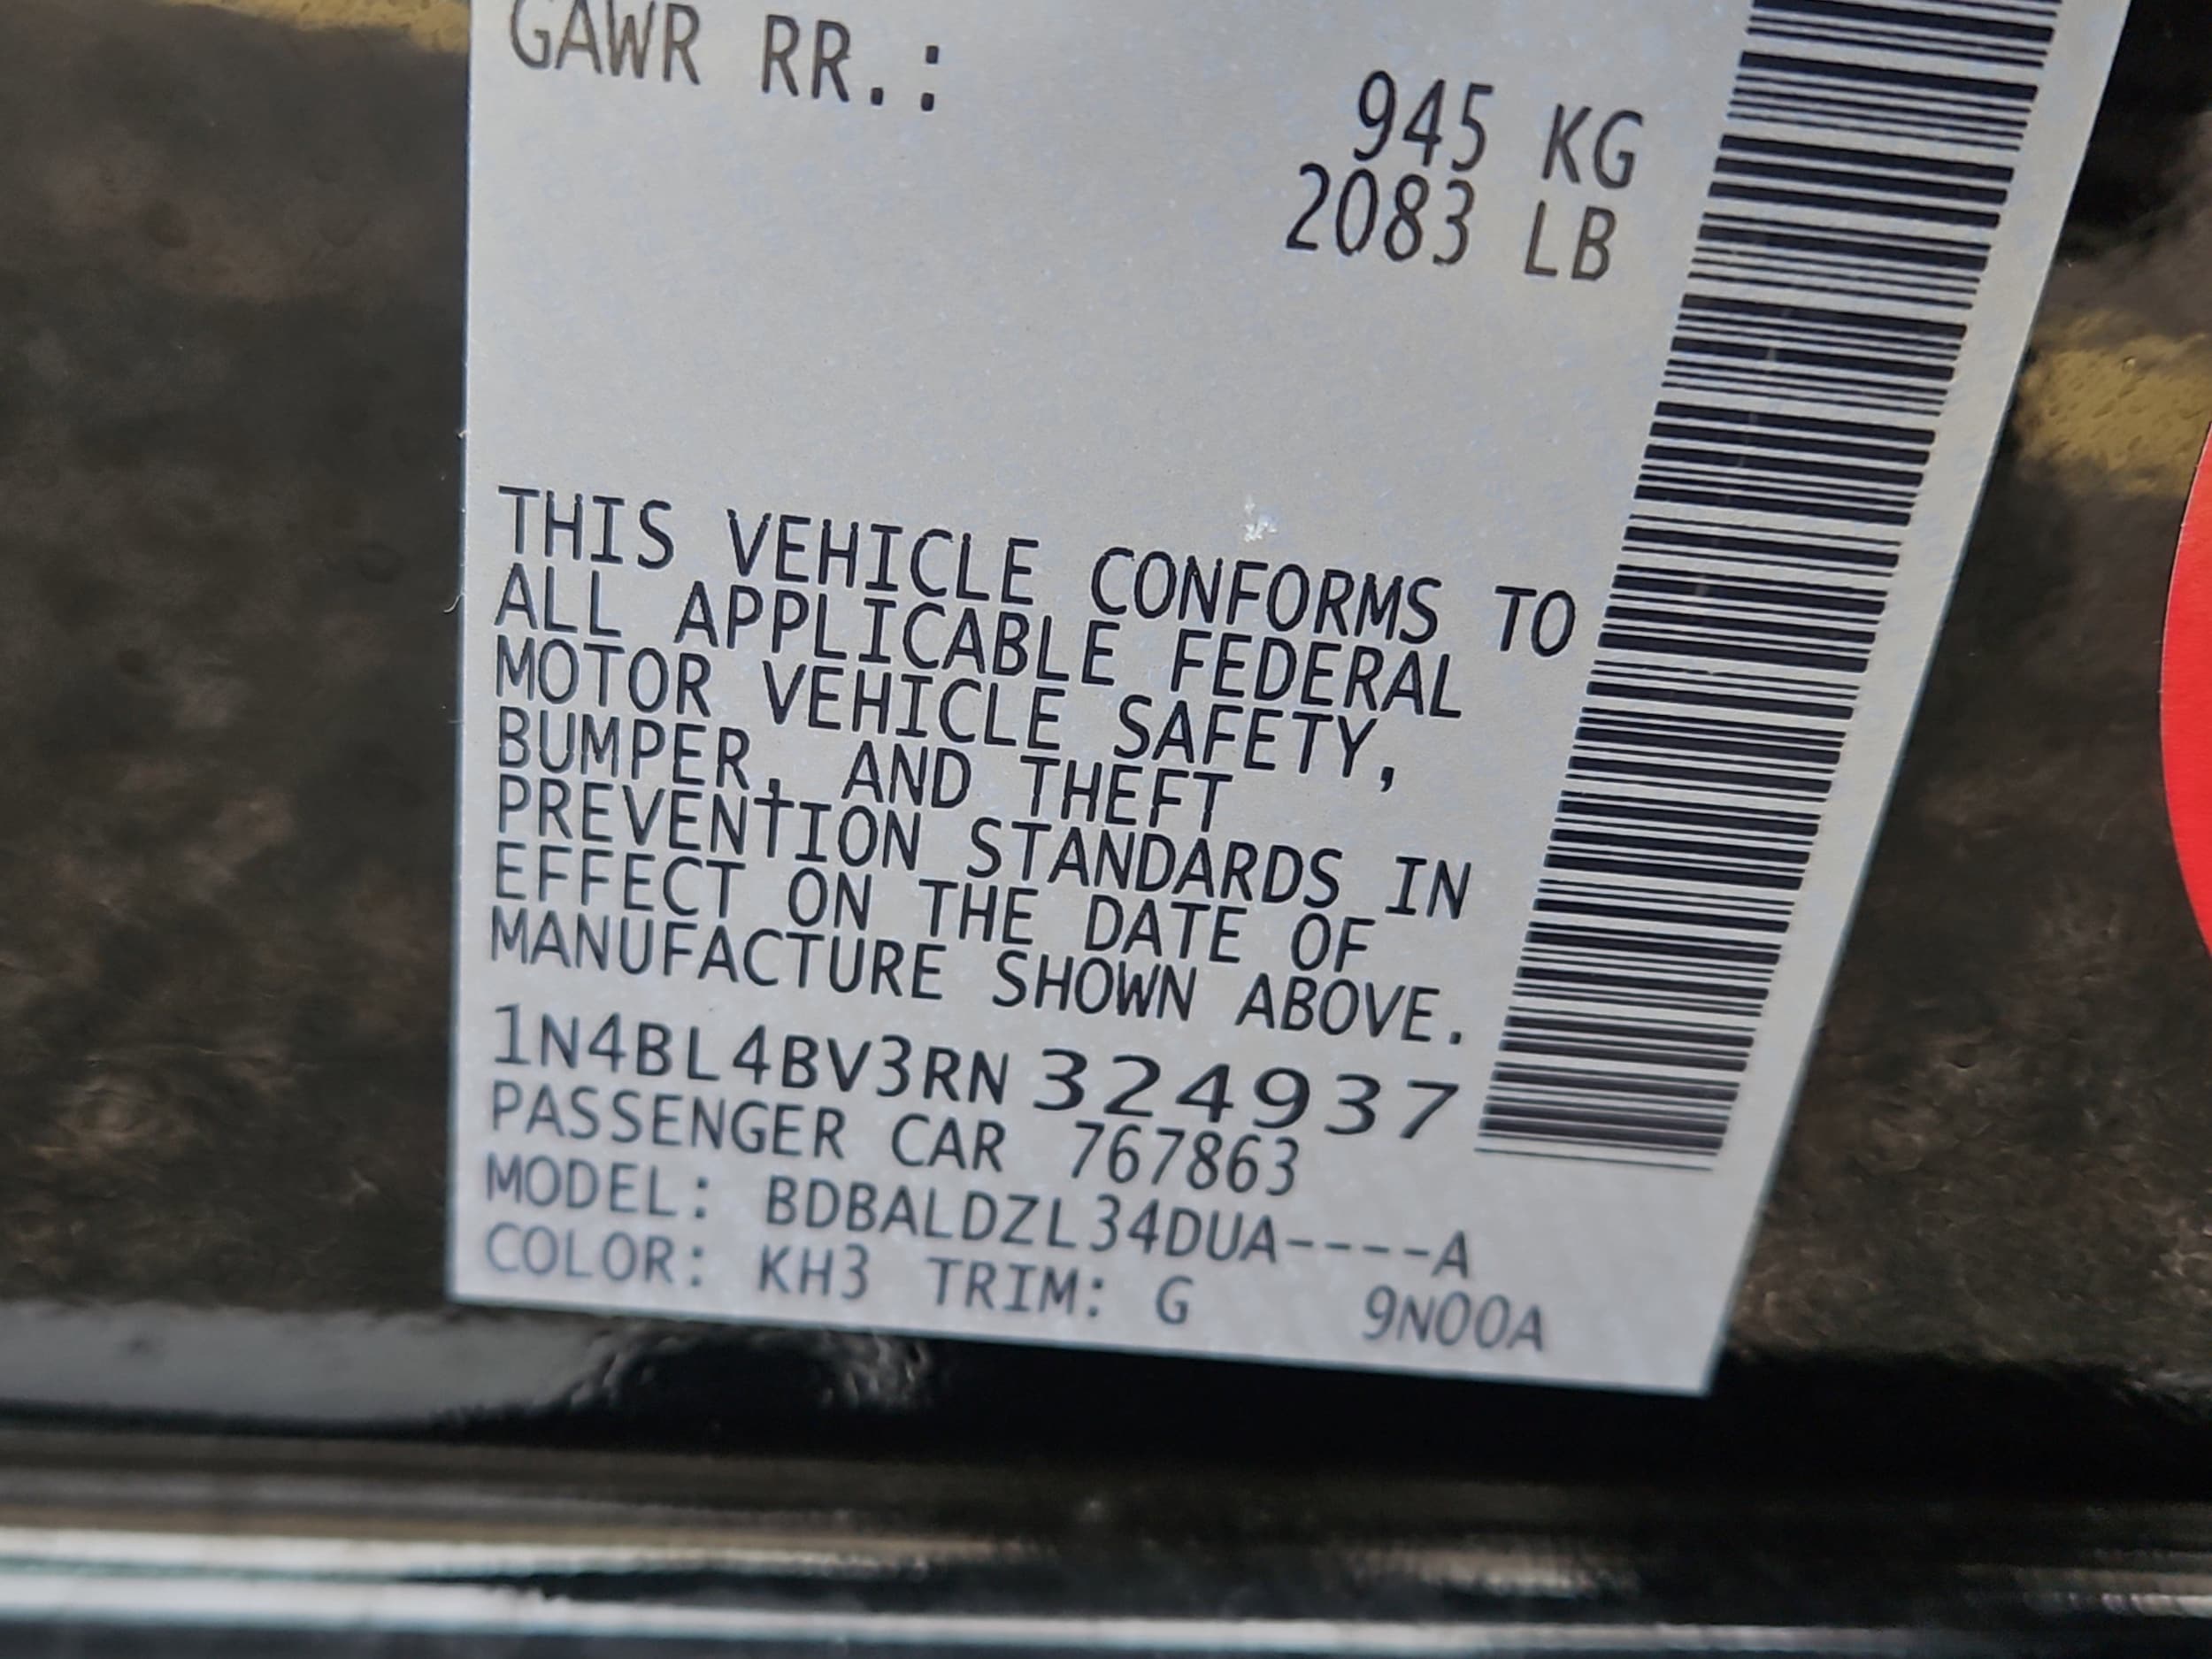 GAWR RR.:
945 KG
2083 LB
THIS VEHICLE CONFORMS TO
ALL APPLICABLE FEDERAL
MOTOR VEHICLE SAFETY,
BUMPER, AND THEFT
PREVENTION STANDARDS IN
EFFECT ON THE DATE OF
MANUFACTURE SHOWN ABOVE.
1N4BL4BV3RN324937
PASSENGER CAR 767863
MODEL: BDBALDZL34DUA----A
COLOR: KH3 TRIM: G 9N00A